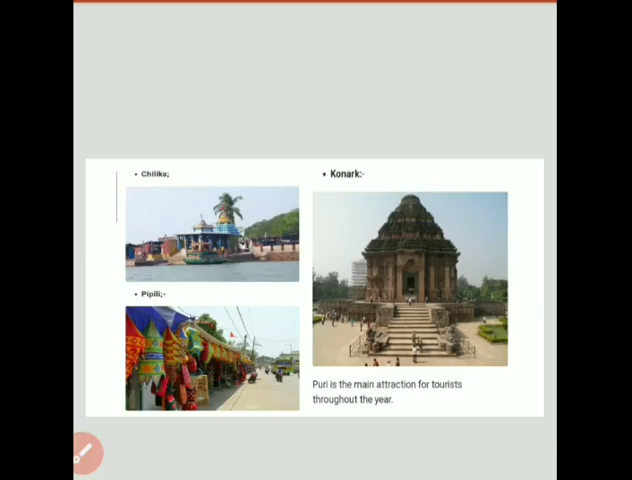 • Chilika;
• Pipili;-
• Konark:-
Puri is the main attraction for tourists
throughout the year.